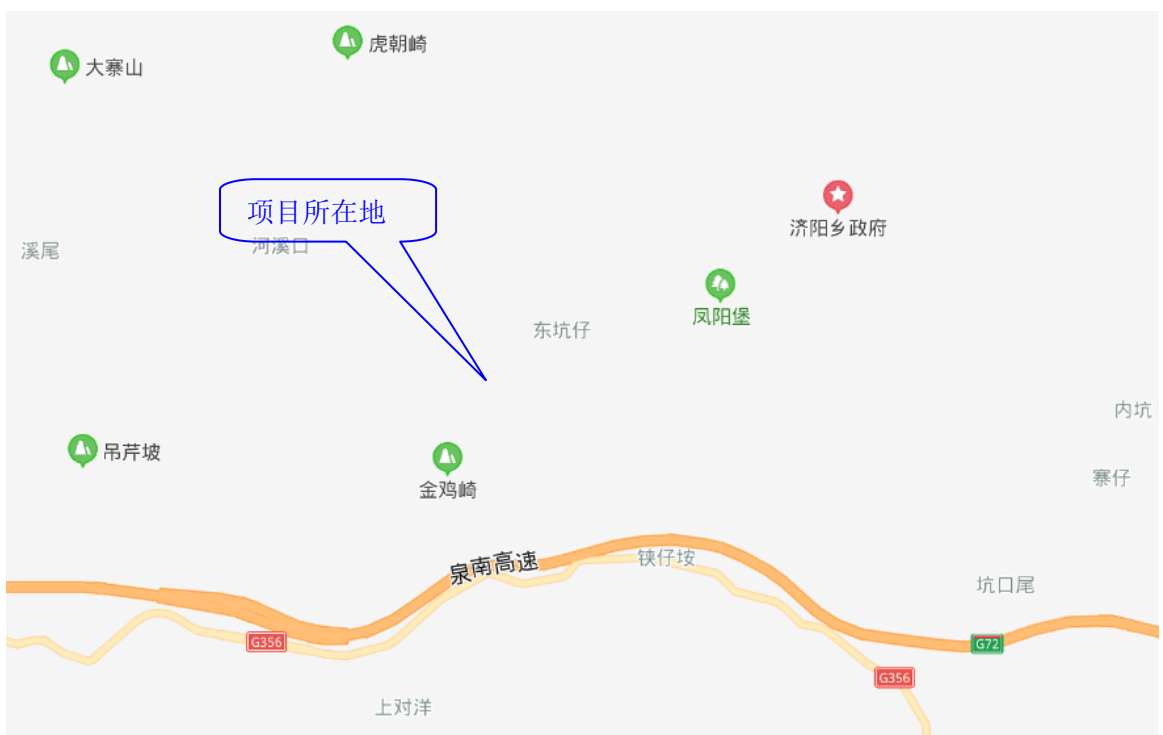 虎朝崎
大寨山
项目所在地
济阳乡政府
溪尾
河溪口
凤阳堡
东坑仔
内坑
吊芹坡
寨仔
金鸡崎
泉南高速
铗仔垵
坑口尾
G356
G72
G356
上对洋